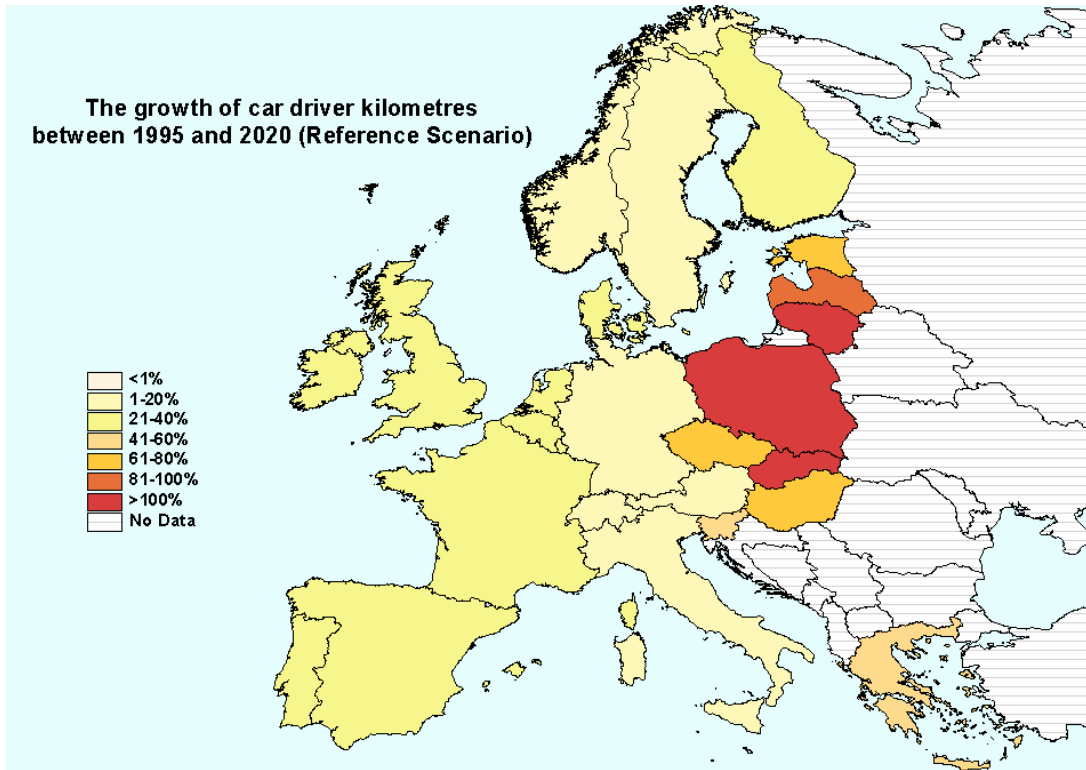 The growth of car driver kilometres
between 1995 and 2020 (Reference Scenario)
<1%
1-20%
21-40%
41-60%
61-80%
81-100%
>100%
No Data